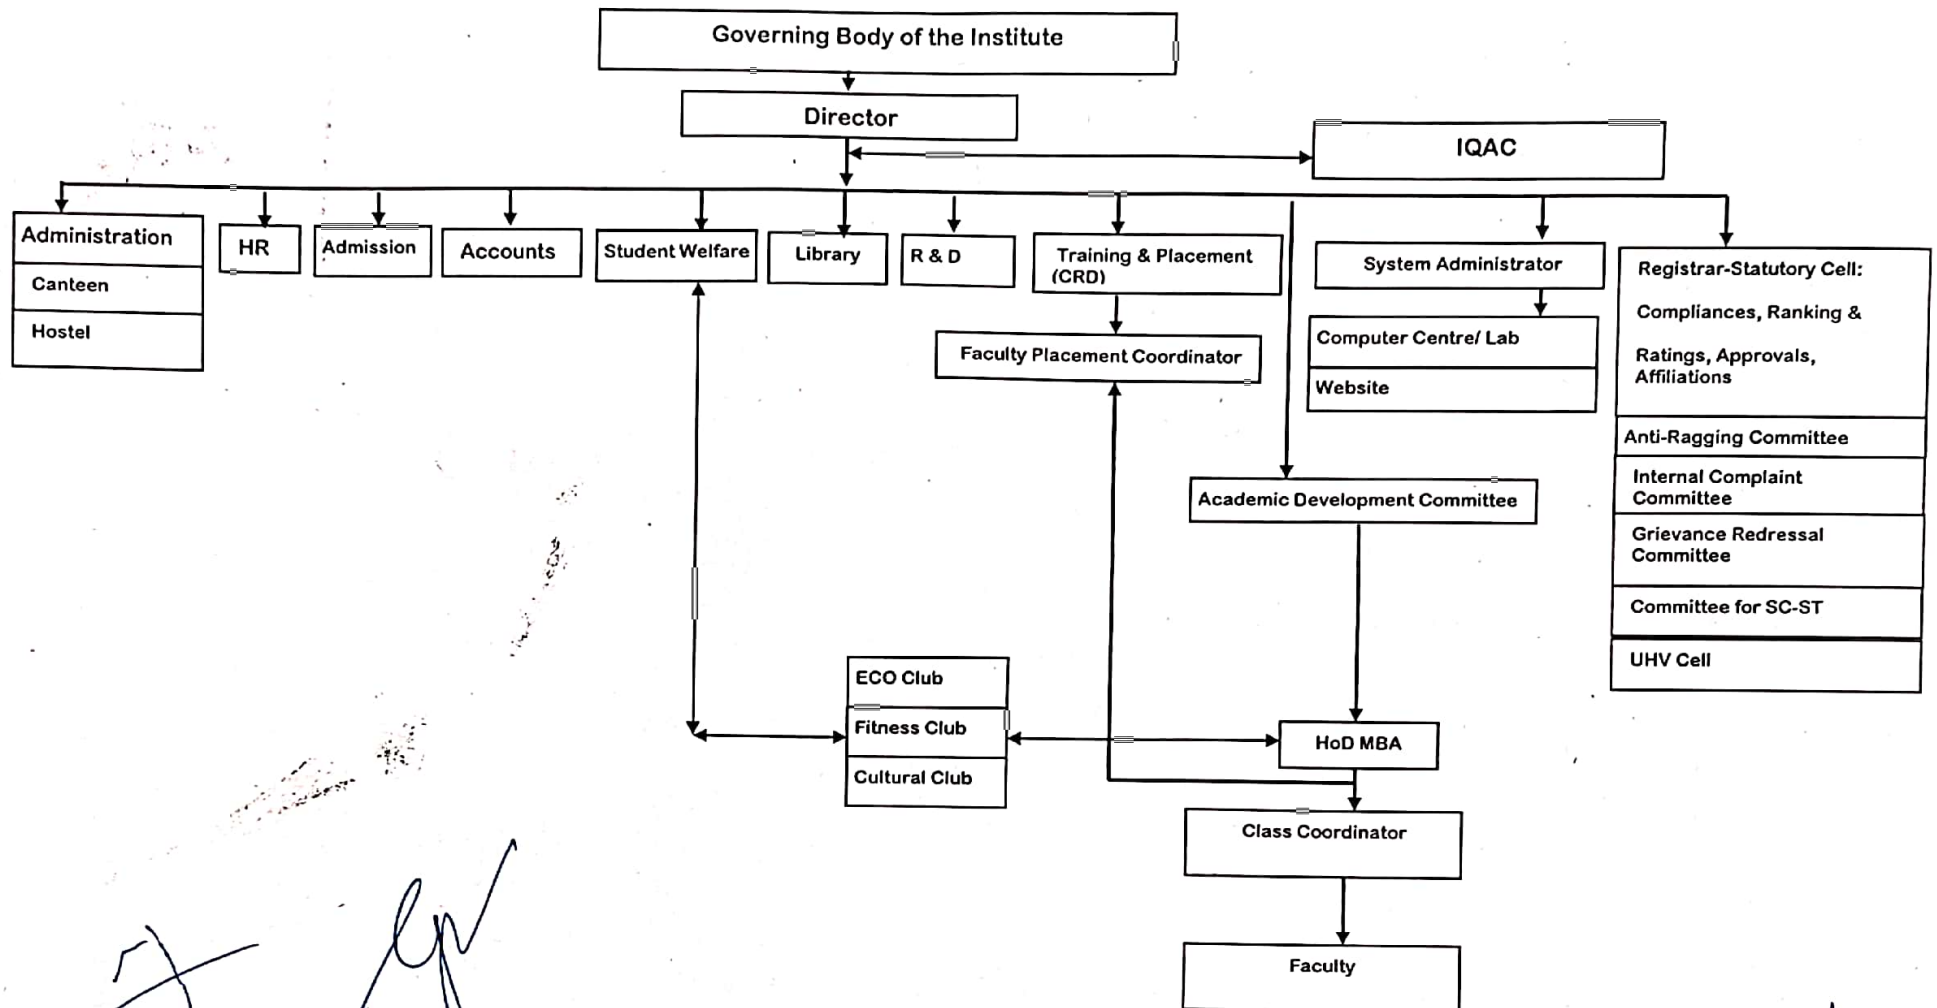 Governing Body of the Institute
Director
IQAC
Administration
Canteen
Hostel
HR
Admission
Accounts
Student Welfare
Library
R & D
Training & Placement
(CRD)
Faculty Placement Coordinator
System Administrator
Computer Centre/ Lab
Website
Registrar-Statutory Cell:
Compliances, Ranking &
Ratings, Approvals,
Affiliations
Anti-Ragging Committee
Internal Complaint
Committee
Grievance Redressal
Committee
Committee for SC-ST
UHV Cell
Academic Development Committee
ECO Club
Fitness Club
Cultural Club
HoD MBA
Class Coordinator
Faculty